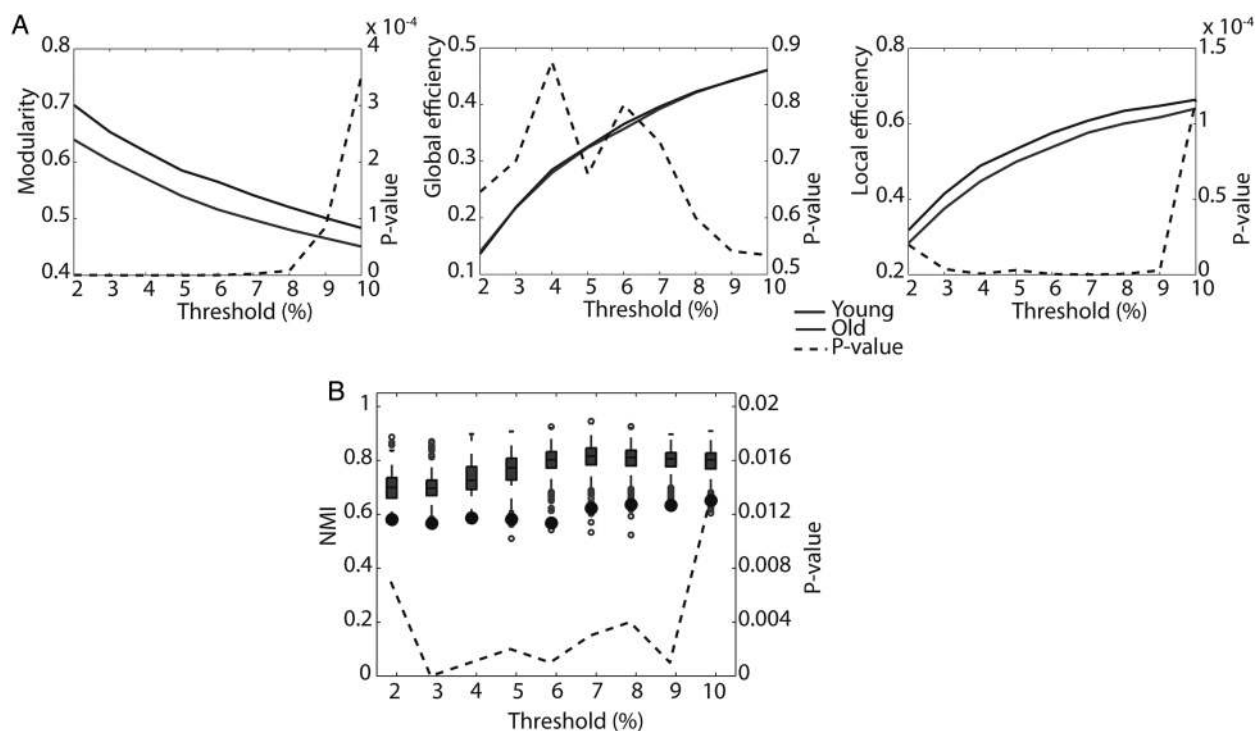 A
x 10-4
0.8
0.7
0.6
0.5
0.4
Modularity
4
3
2
1
0
P-value
2 3 4 5 6 7 8 9 10
Threshold (%)
0.5
0.4
0.3
0.2
0.1
Global efficiency
0.9
0.8
0.7
0.6
0.5
P-value
2 3 4 5 6 7 8 9 10
Threshold (%)
x 10-4
0.8
0.6
0.4
0.2
Local efficiency
1.5
1
0.5
0
P-value
2 3 4 5 6 7 8 9 10
Threshold (%)
Young
Old
P-value
B
1
0.8
0.6
0.4
0.2
0
NMI
0.02
0.016
0.012
0.008
0.004
0
P-value
2 3 4 5 6 7 8 9 10
Threshold (%)